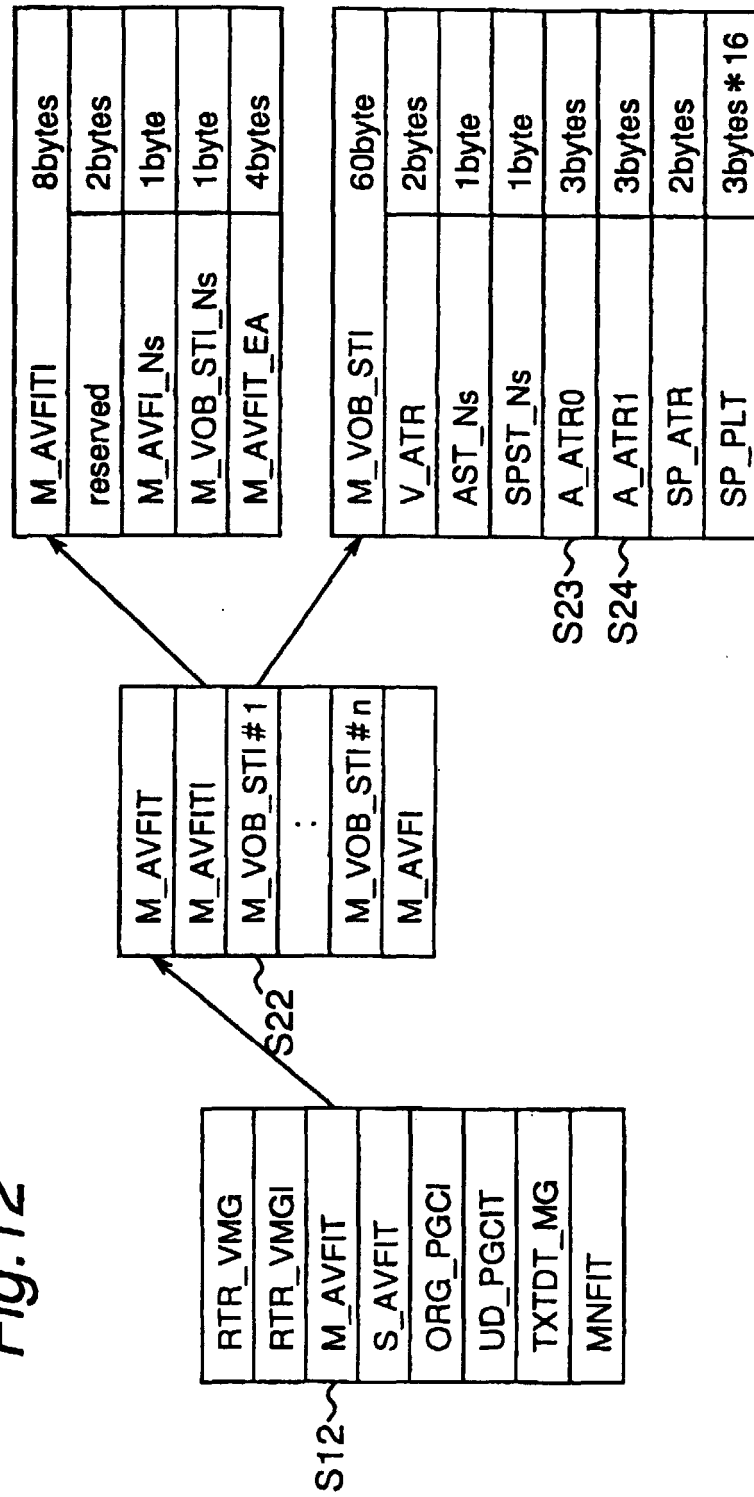 Fig.12
RTR_VMG
RTR_VMGI
S12 M_AVFIT
S_AVFIT
ORG_PGCI
UD_PGCIT
TXTDT_MG
MNFIT
M_AVFIT
M_AVFITI
S22 M_VOB_STI#1
:
M_VOB_STI#n
M_AVFI
M_AVFITI 8bytes
reserved 2bytes
M_AVFI_Ns 1byte
M_VOB_STI_Ns 1byte
M_AVFIT_EA 4bytes
M_VOB_STI 60byte
V_ATR 2bytes
AST_Ns 1byte
SPST_Ns 1byte
S23 A_ATR0 3bytes
S24 A_ATR1 3bytes
SP_ATR 2bytes
SP_PLT 3bytes*16